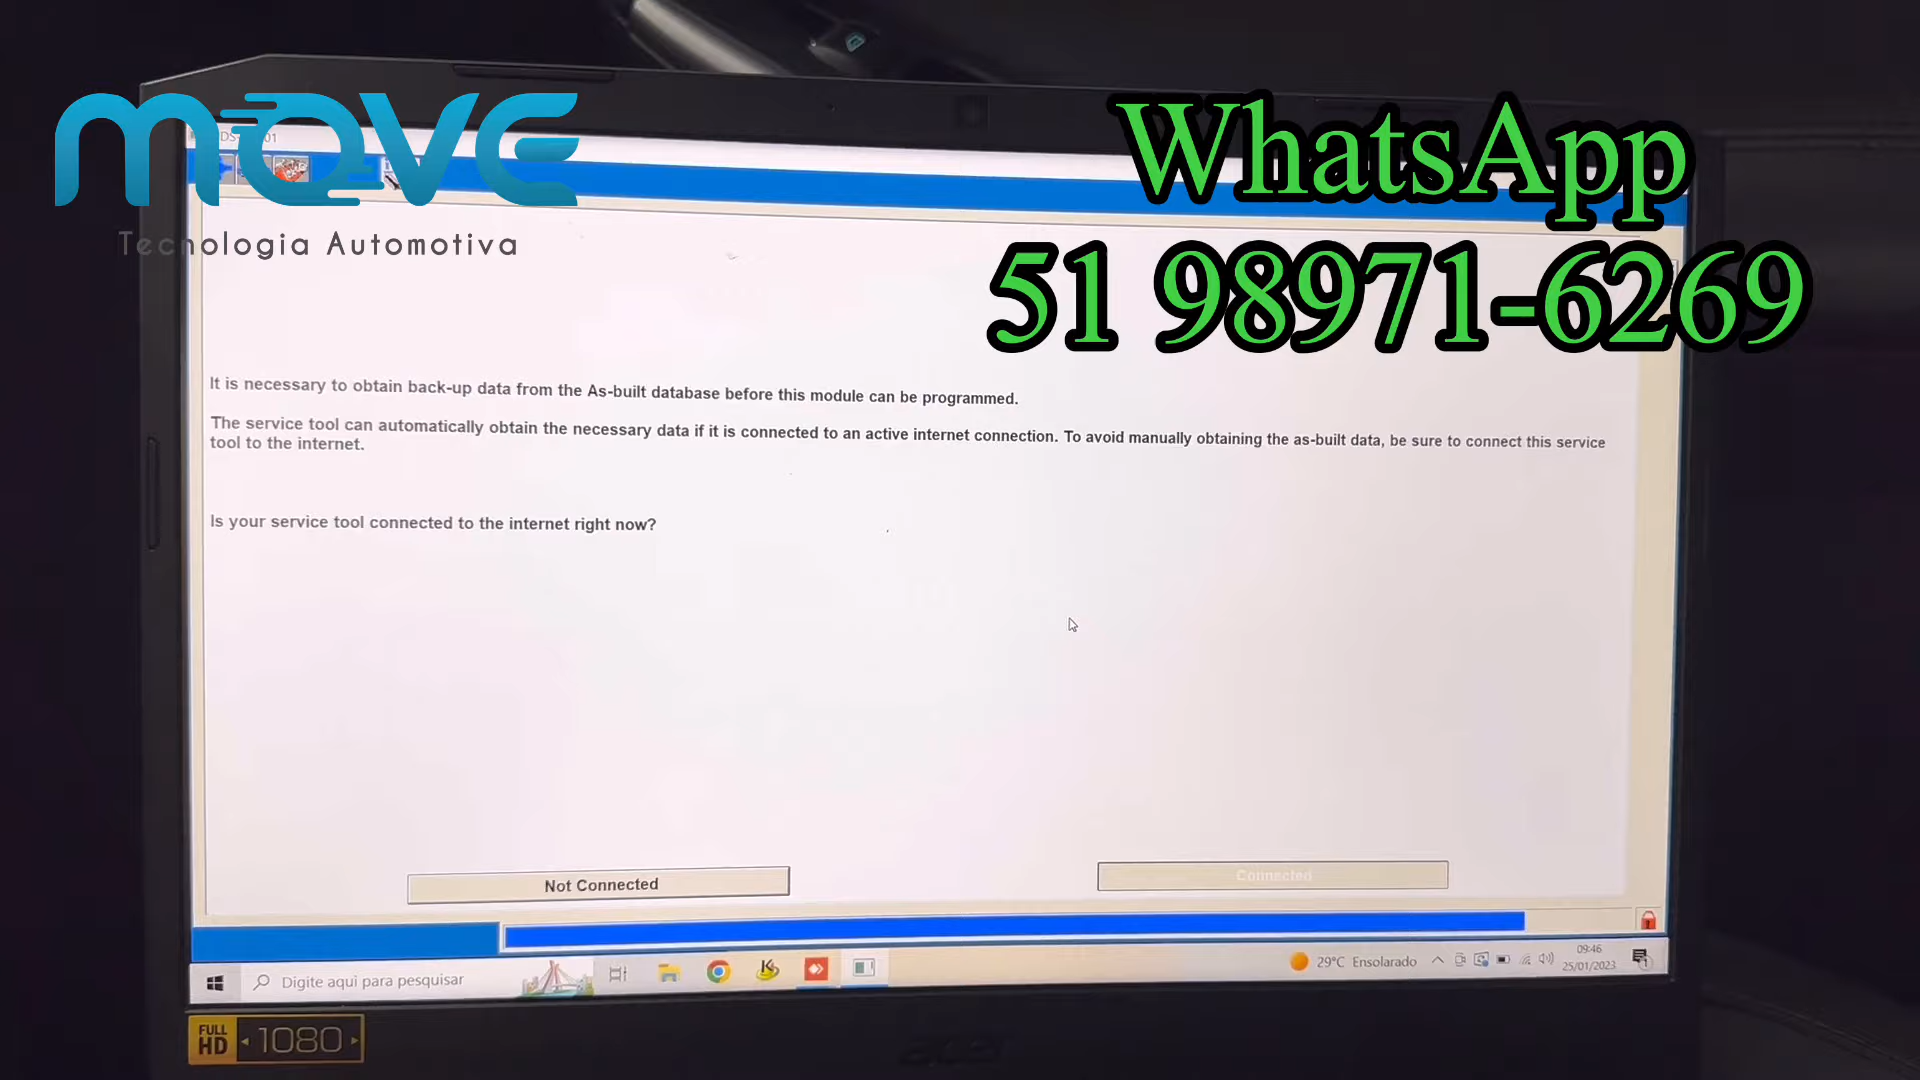 MOVE
Tecnologia Automotiva
WhatsApp
51 98971-6269
It is necessary to obtain back-up data from the As-built database before this module can be programmed.
The service tool can automatically obtain the necessary data if it is connected to an active internet connection. To avoid manually obtaining the as-built data, be sure to connect this service
tool to the internet.
Is your service tool connected to the internet right now?
Not Connected
Connected
Digite aqui para pesquisar
29°C Ensolarado
09:46
25/01/2023
FULL HD
1080
acer